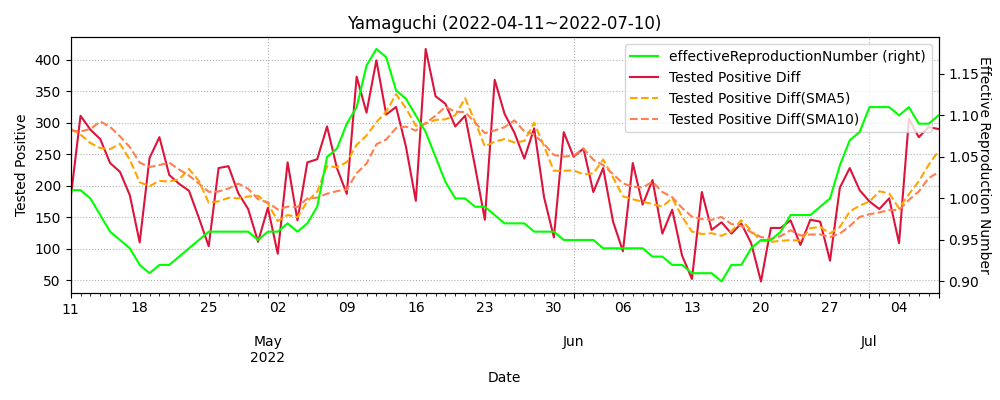 Yamaguchi (2022-04-11~2022-07-10)
effectiveReproductionNumber (right)
Tested Positive Diff
Tested Positive Diff(SMA5)
Tested Positive Diff(SMA10)
Tested Positive
400
350
300
250
200
150
100
50
1.15
1.10
1.05
1.00
0.95
0.90
Effective Reproduction Number
11 18 25 02 09 16 23 30 06 13 20 27 04
May Jun Jul
2022
Date